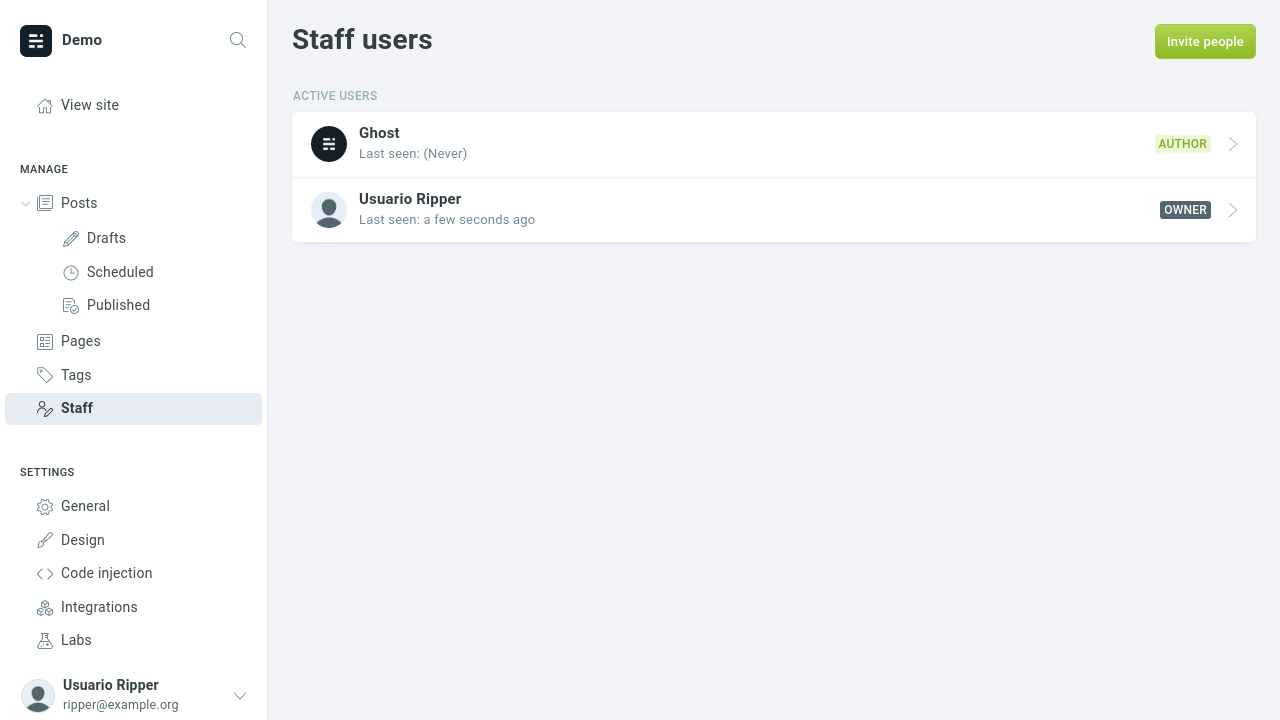 Demo
View site
MANAGE
Posts
Drafts
Scheduled
Published
Pages
Tags
Staff
SETTINGS
General
Design
Code injection
Integrations
Labs
Usuario Ripper
ripper@example.org
Staff users
Invite people
ACTIVE USERS
Ghost
Last seen: (Never)
AUTHOR
Usuario Ripper
Last seen: a few seconds ago
OWNER